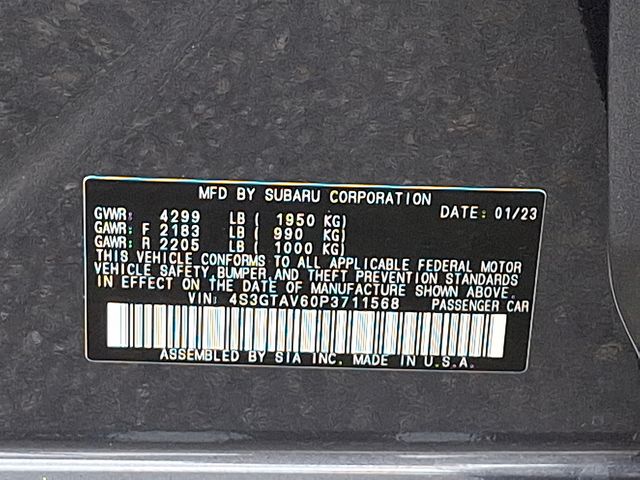 MFD BY SUBARU CORPORATION
GVWR: 4299 LB ( 1950 KG) DATE: 01/23
GAWR: F 2183 LB ( 990 KG)
GAWR: R 2205 LB ( 1000 KG)
THIS VEHICLE CONFORMS TO ALL APPLICABLE FEDERAL MOTOR
VEHICLE SAFETY, BUMPER, AND THEFT PREVENTION STANDARDS
IN EFFECT ON THE DATE OF MANUFACTURE SHOWN ABOVE.
VIN: 4S3GTAV60P3711568 PASSENGER CAR
ASSEMBLED BY SIA INC. MADE IN U.S.A.